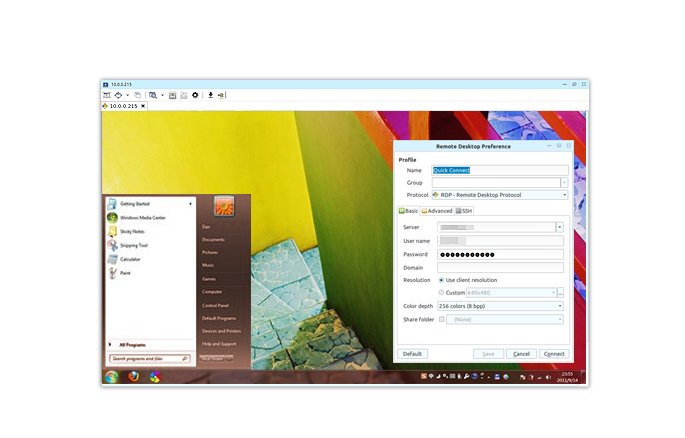 10.0.0.215
10.0.0.215
Remote Desktop Preference
Profile
Name Quick Connect
Group
Protocol RDP - Remote Desktop Protocol
Basic Advanced SSH
Server
User name
Password
Domain
Resolution Use client resolution
Custom 640x480 ...
Color depth 256 colors (8 bpp)
Share folder (None)
Default Save Cancel Connect
Getting Started
Windows Media Center
Sticky Notes
Snipping Tool
Calculator
Paint
All Programs
Search programs and files
Dan
Documents
Pictures
Music
Games
Computer
Control Panel
Default Programs
Devices and Printers
Help and Support
23:55
2011/9/14